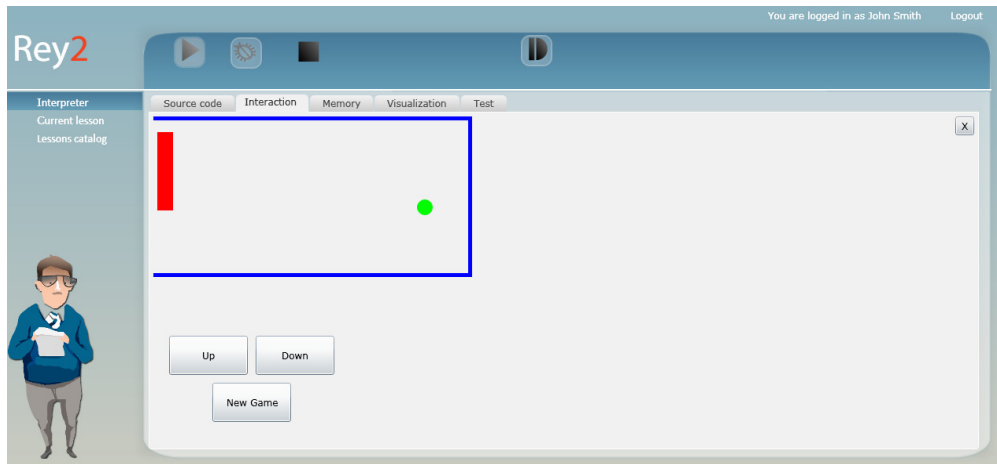 You are logged in as John Smith Logout
Rey2
Interpreter
Current lesson
Lessons catalog
Source code Interaction Memory Visualization Test
X
Up Down
New Game